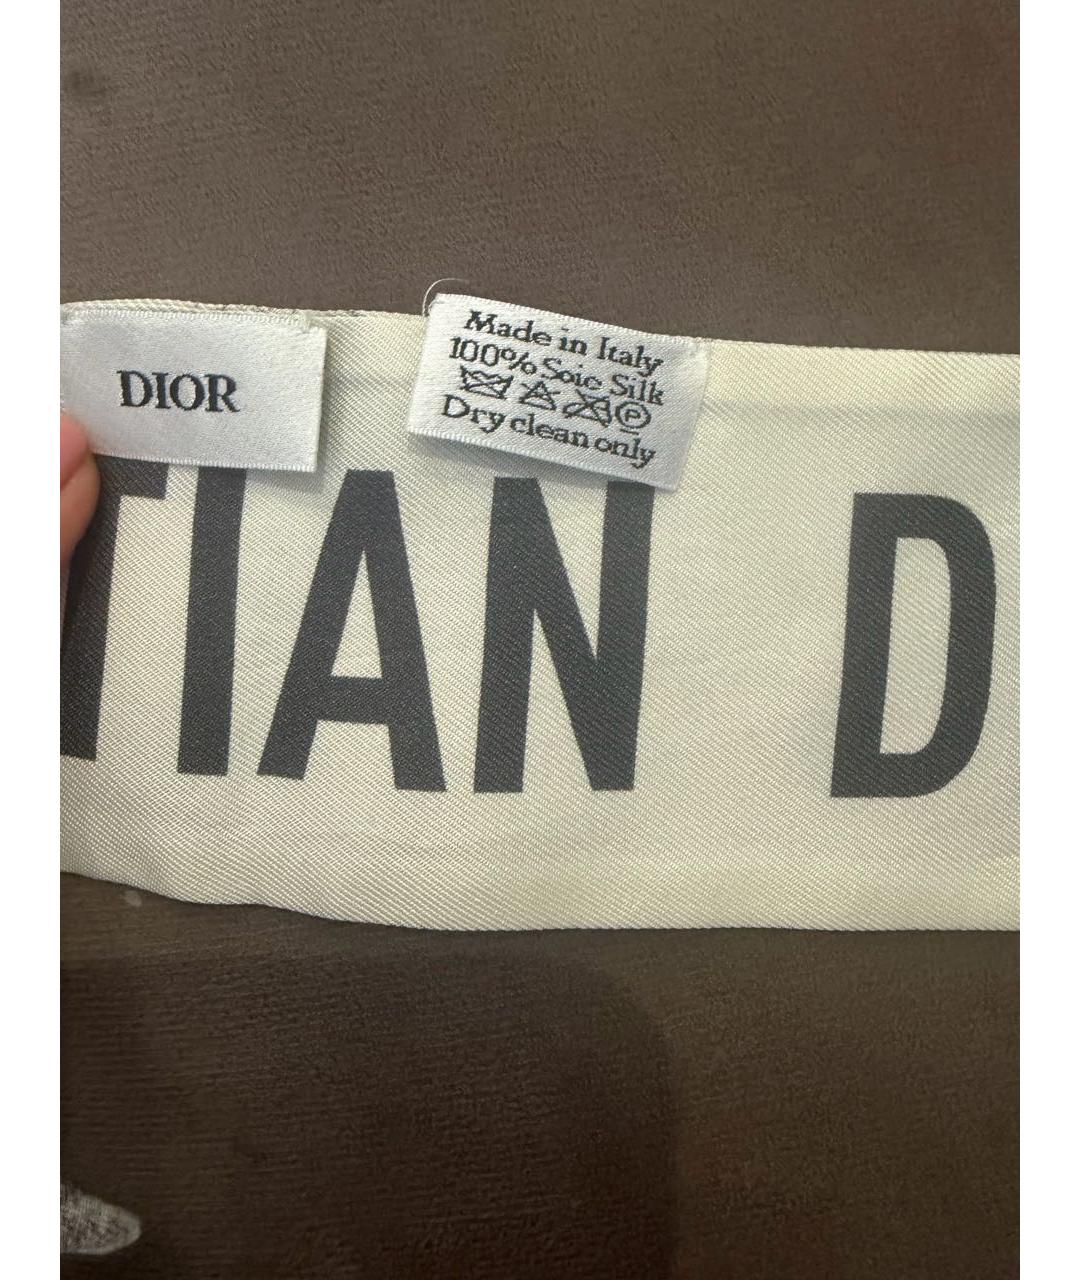 DIOR
Made in Italy
100% Soie Silk
P
Dry clean only
TIAN D